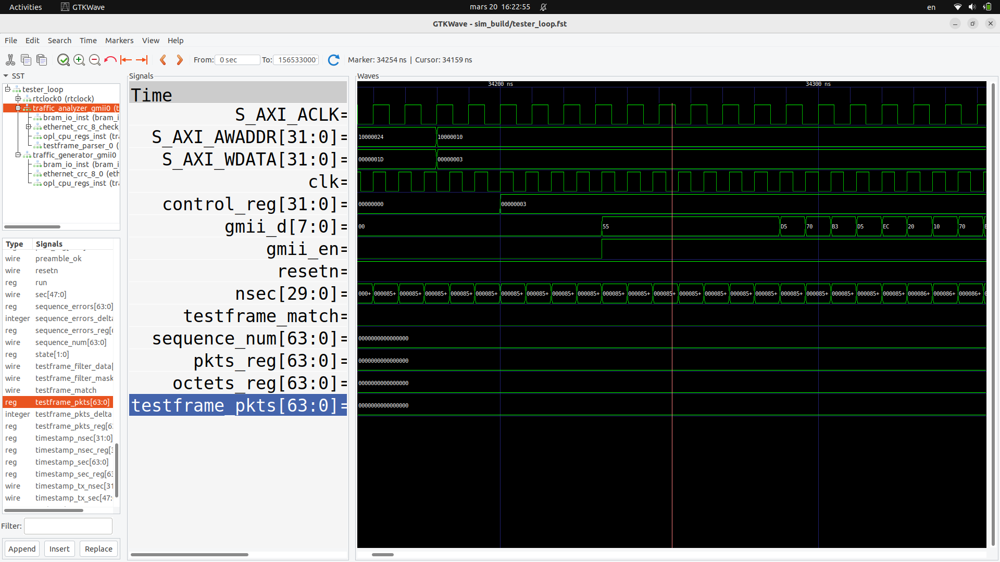 Activities GTKWave mars 20 16:22:55 en
GTKWave - sim_build/tester_loop.fst
File Edit Search Time Markers View Help
From: 0 sec To: 156533000 Marker: 34254 ns | Cursor: 34159 ns
SST
tester_loop
rtclock0 (rtclock)
traffic_analyzer_gmii0 (t
bram_io_inst (bram_i
ethernet_crc_8_check
opl_cpu_regs_inst (tra
testframe_parser_0 (
traffic_generator_gmii0
bram_io_inst (bram_i
ethernet_crc_8_0 (eth
opl_cpu_regs_inst (tra
Type Signals
wire preamble_ok
wire resetn
reg run
wire sec[47:0]
reg sequence_errors[63:0]
integer sequence_errors_delta
reg sequence_errors_reg[6
wire sequence_num[63:0]
reg state[1:0]
wire testframe_filter_data[
wire testframe_filter_mask
wire testframe_match
reg testframe_pkts[63:0]
integer testframe_pkts_delta
reg testframe_pkts_reg[6
reg timestamp_nsec[31:0]
reg timestamp_nsec_reg[3
reg timestamp_sec[63:0]
reg timestamp_sec_reg[63
wire timestamp_tx_nsec[31
wire timestamp_tx_sec[47:
Filter:
Append Insert Replace
Signals
Time
S_AXI_ACLK=
S_AXI_AWADDR[31:0]=
S_AXI_WDATA[31:0]=
clk=
control_reg[31:0]=
gmii_d[7:0]=
gmii_en=
resetn=
nsec[29:0]=
testframe_match=
sequence_num[63:0]=
pkts_reg[63:0]=
octets_reg[63:0]=
testframe_pkts[63:0]=
Waves
34200 ns 34300 ns
10000024 10000010
0000001D 00000003
00000000 00000003
00 55 D5 70 B3 D5 EC 20 10 70
000+ 000085+ 000085+ 000085+ 000085+ 000085+ 000085+ 000085+ 000085+ 000085+ 000085+ 000085+ 000085+ 000085+ 000085+ 000085+ 000085+ 000085+ 000085+ 000085+ 000085+ 000086+ 000086+ 000086+
0000000000000000
0000000000000000
0000000000000000
0000000000000000